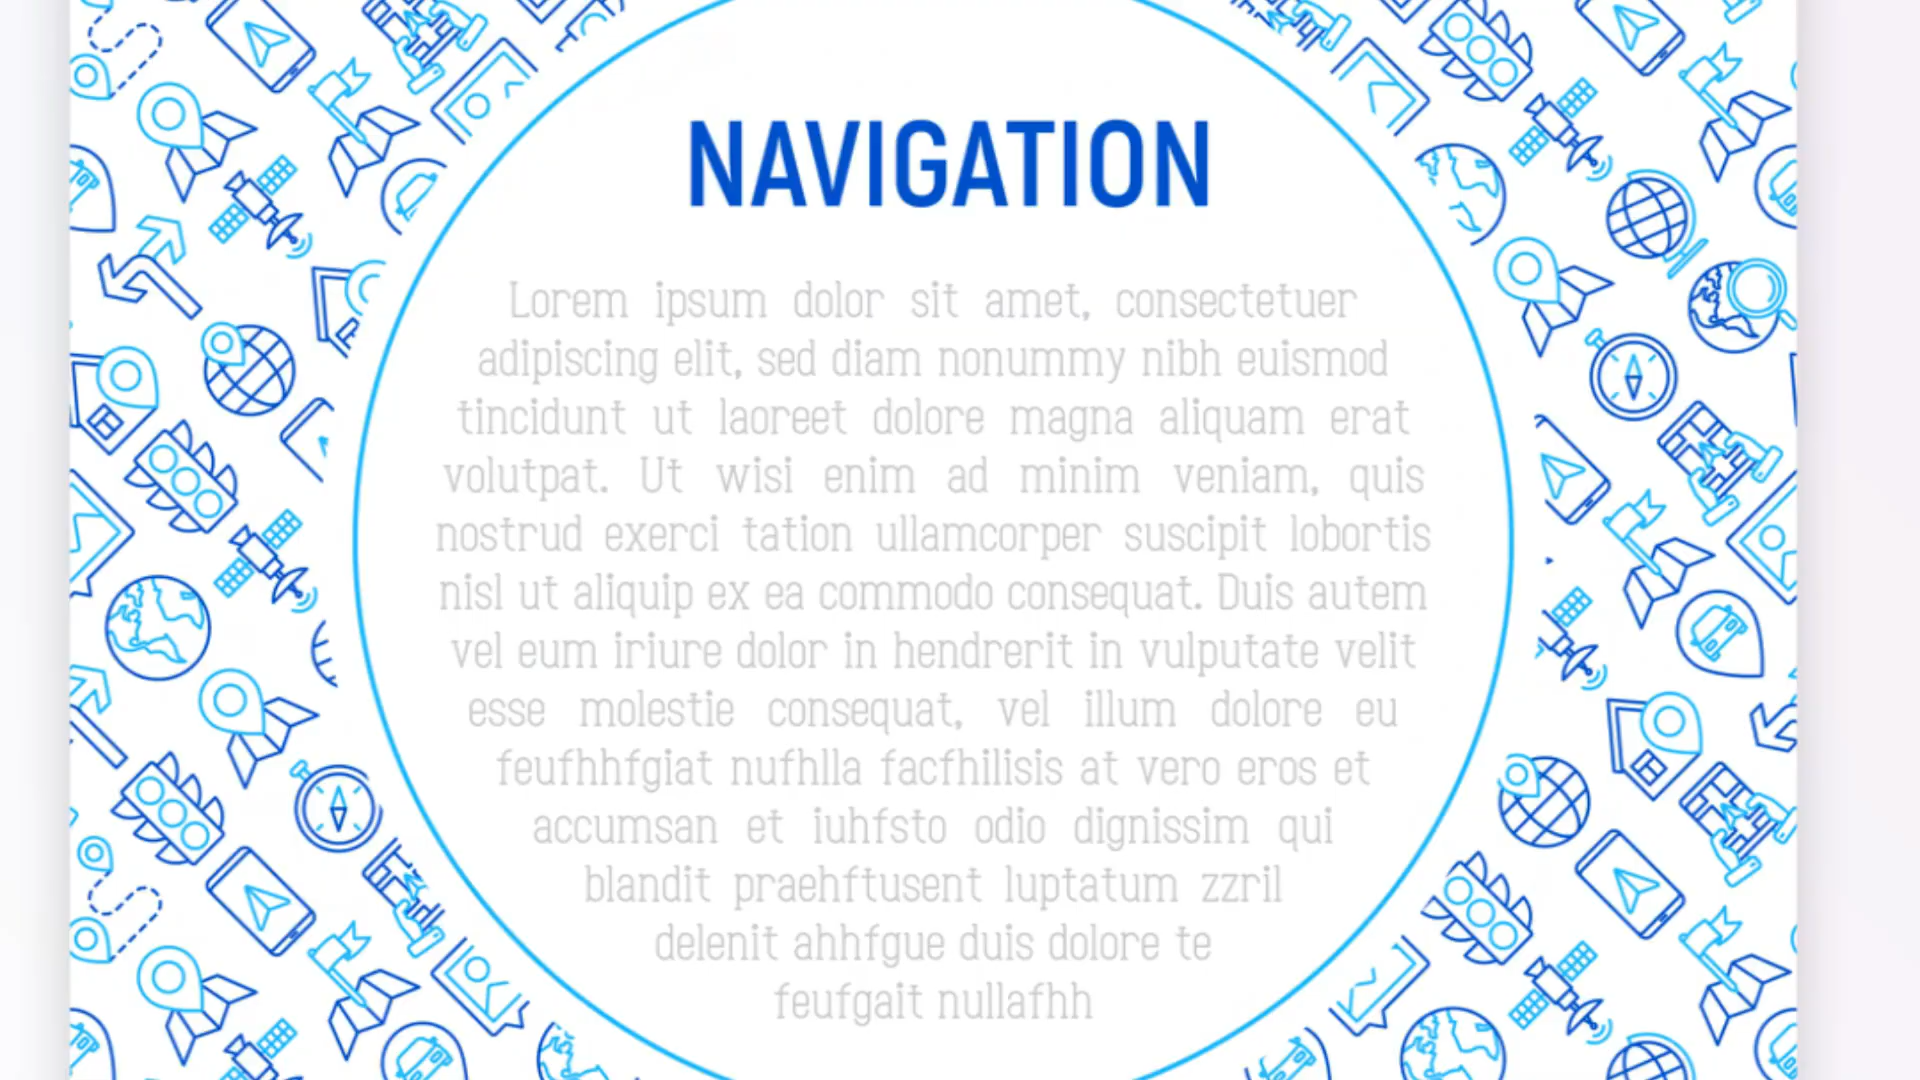 NAVIGATION
Lorem ipsum dolor sit amet, consectetuer
adipiscing elit, sed diam nonummy nibh euismod
tincidunt ut laoreet dolore magna aliquam erat
volutpat. Ut wisi enim ad minim veniam, quis
nostrud exerci tation ullamcorper suscipit lobortis
nisl ut aliquip ex ea commodo consequat. Duis autem
vel eum iriure dolor in hendrerit in vulputate velit
esse molestie consequat, vel illum dolore eu
feufhhfgiat nufhlla facfhilisis at vero eros et
accumsan et iuhfsto odio dignissim qui
blandit praehftusent luptatum zzril
delenit ahhfgue duis dolore te
feufgait nullafhh